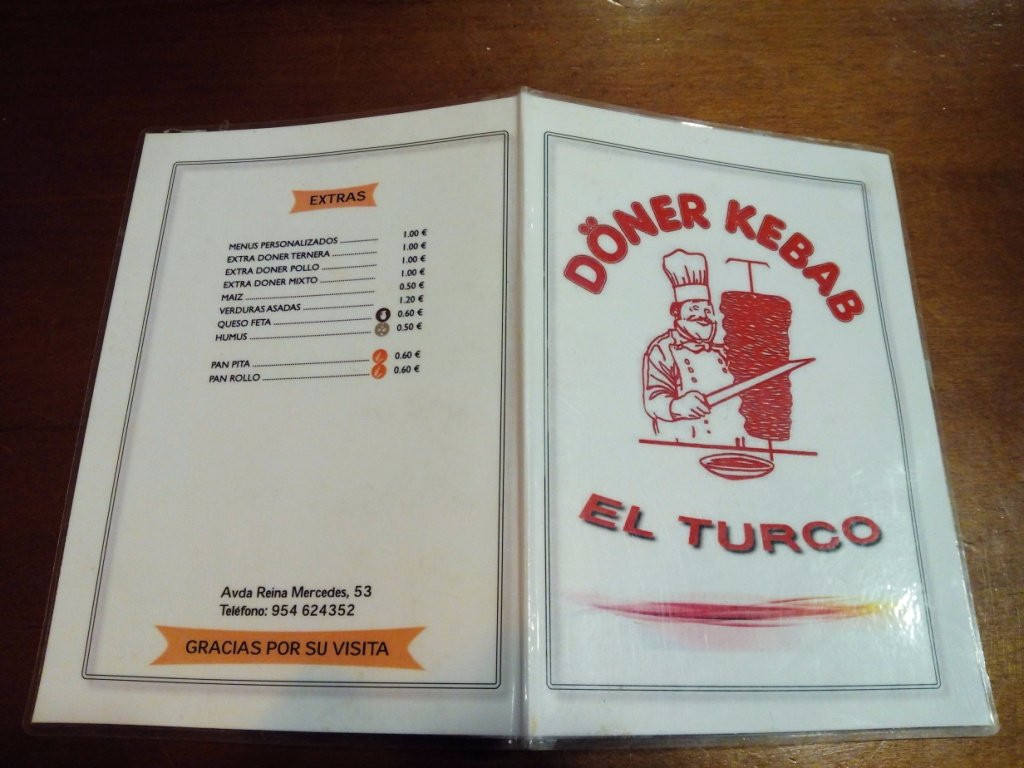 EXTRAS
MENUS PERSONALIZADOS 1.00 €
EXTRA DONER TERNERA 1.00 €
EXTRA DONER POLLO 1.00 €
EXTRA DONER MIXTO 1.00 €
MAIZ 0.50 €
VERDURAS ASADAS 1.20 €
QUESO FETA 0.60 €
HUMUS 0.50 €
PAN PITA 0.60 €
PAN ROLLO 0.60 €
Avda Reina Mercedes, 53
Teléfono: 954 624352
GRACIAS POR SU VISITA
DÖNER KEBAB
EL TURCO